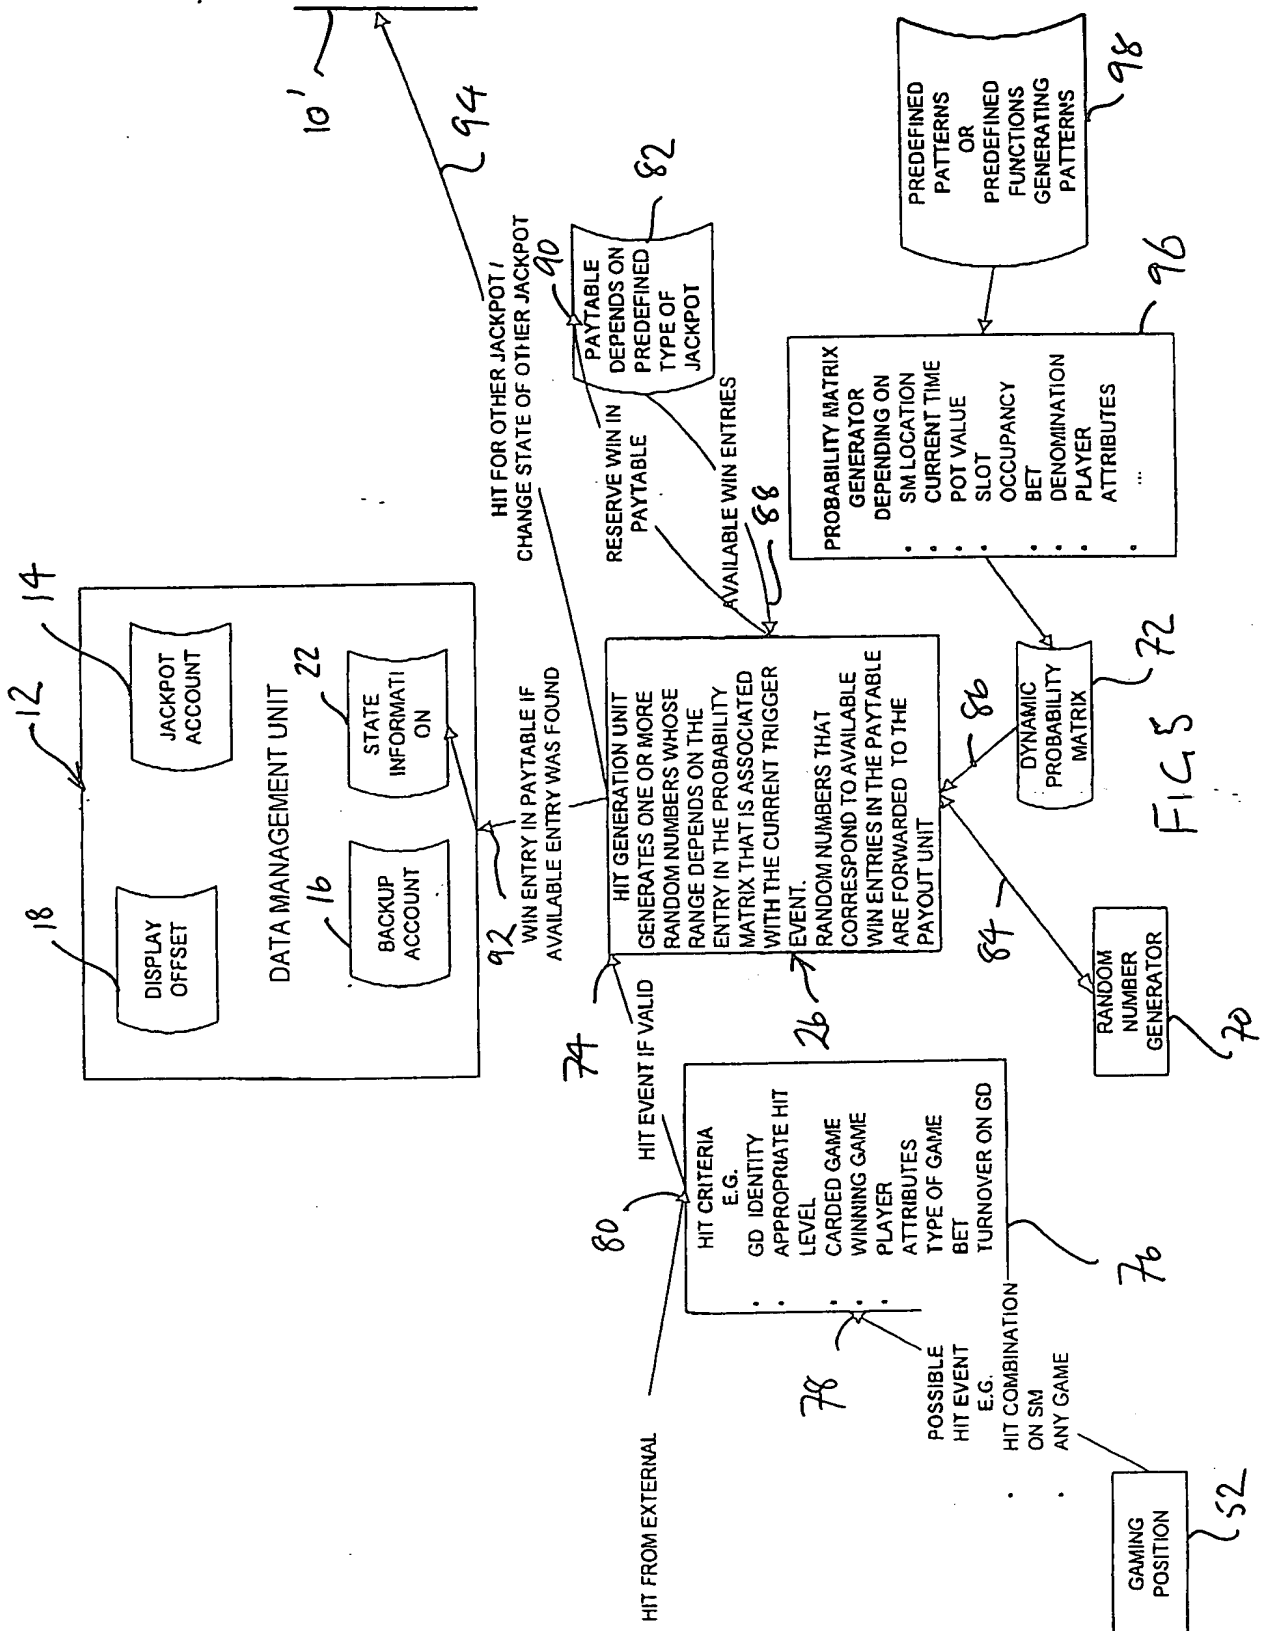 12
14
18
DISPLAY
OFFSET
JACKPOT
ACCOUNT
DATA MANAGEMENT UNIT
16
BACKUP
ACCOUNT
22
STATE
INFORMATI
ON
10'
94
92
WIN ENTRY IN PAYTABLE IF
AVAILABLE ENTRY WAS FOUND
HIT FOR OTHER JACKPOT /
CHANGE STATE OF OTHER JACKPOT
90
82
PAYTABLE
DEPENDS ON
PREDEFINED
TYPE OF
JACKPOT
RESERVE WIN IN
PAYTABLE
AVAILABLE WIN ENTRIES
88
74
HIT EVENT IF VALID
HIT GENERATION UNIT
GENERATES ONE OR MORE
RANDOM NUMBERS WHOSE
RANGE DEPENDS ON THE
ENTRY IN THE PROBABILITY
MATRIX THAT IS ASSOCIATED
WITH THE CURRENT TRIGGER
EVENT.
RANDOM NUMBERS THAT
CORRESPOND TO AVAILABLE
WIN ENTRIES IN THE PAYTABLE
ARE FORWARDED TO THE
PAYOUT UNIT
26
HIT FROM EXTERNAL
80
HIT CRITERIA
E.G.
• GD IDENTITY
• APPROPRIATE HIT
LEVEL
• CARDED GAME
• WINNING GAME
• PLAYER
ATTRIBUTES
TYPE OF GAME
BET
TURNOVER ON GD
76
78
POSSIBLE
HIT EVENT
E.G.
• HIT COMBINATION
ON SM
• ANY GAME
GAMING
POSITION
52
84
86
RANDOM
NUMBER
GENERATOR
70
DYNAMIC
PROBABILITY
MATRIX
72
PROBABILITY MATRIX
GENERATOR
DEPENDING ON
• SM LOCATION
• CURRENT TIME
• POT VALUE
• SLOT
OCCUPANCY
• BET
• DENOMINATION
• PLAYER
ATTRIBUTES
• ...
96
PREDEFINED
PATTERNS
OR
PREDEFINED
FUNCTIONS
GENERATING
PATTERNS
98
FIG 5